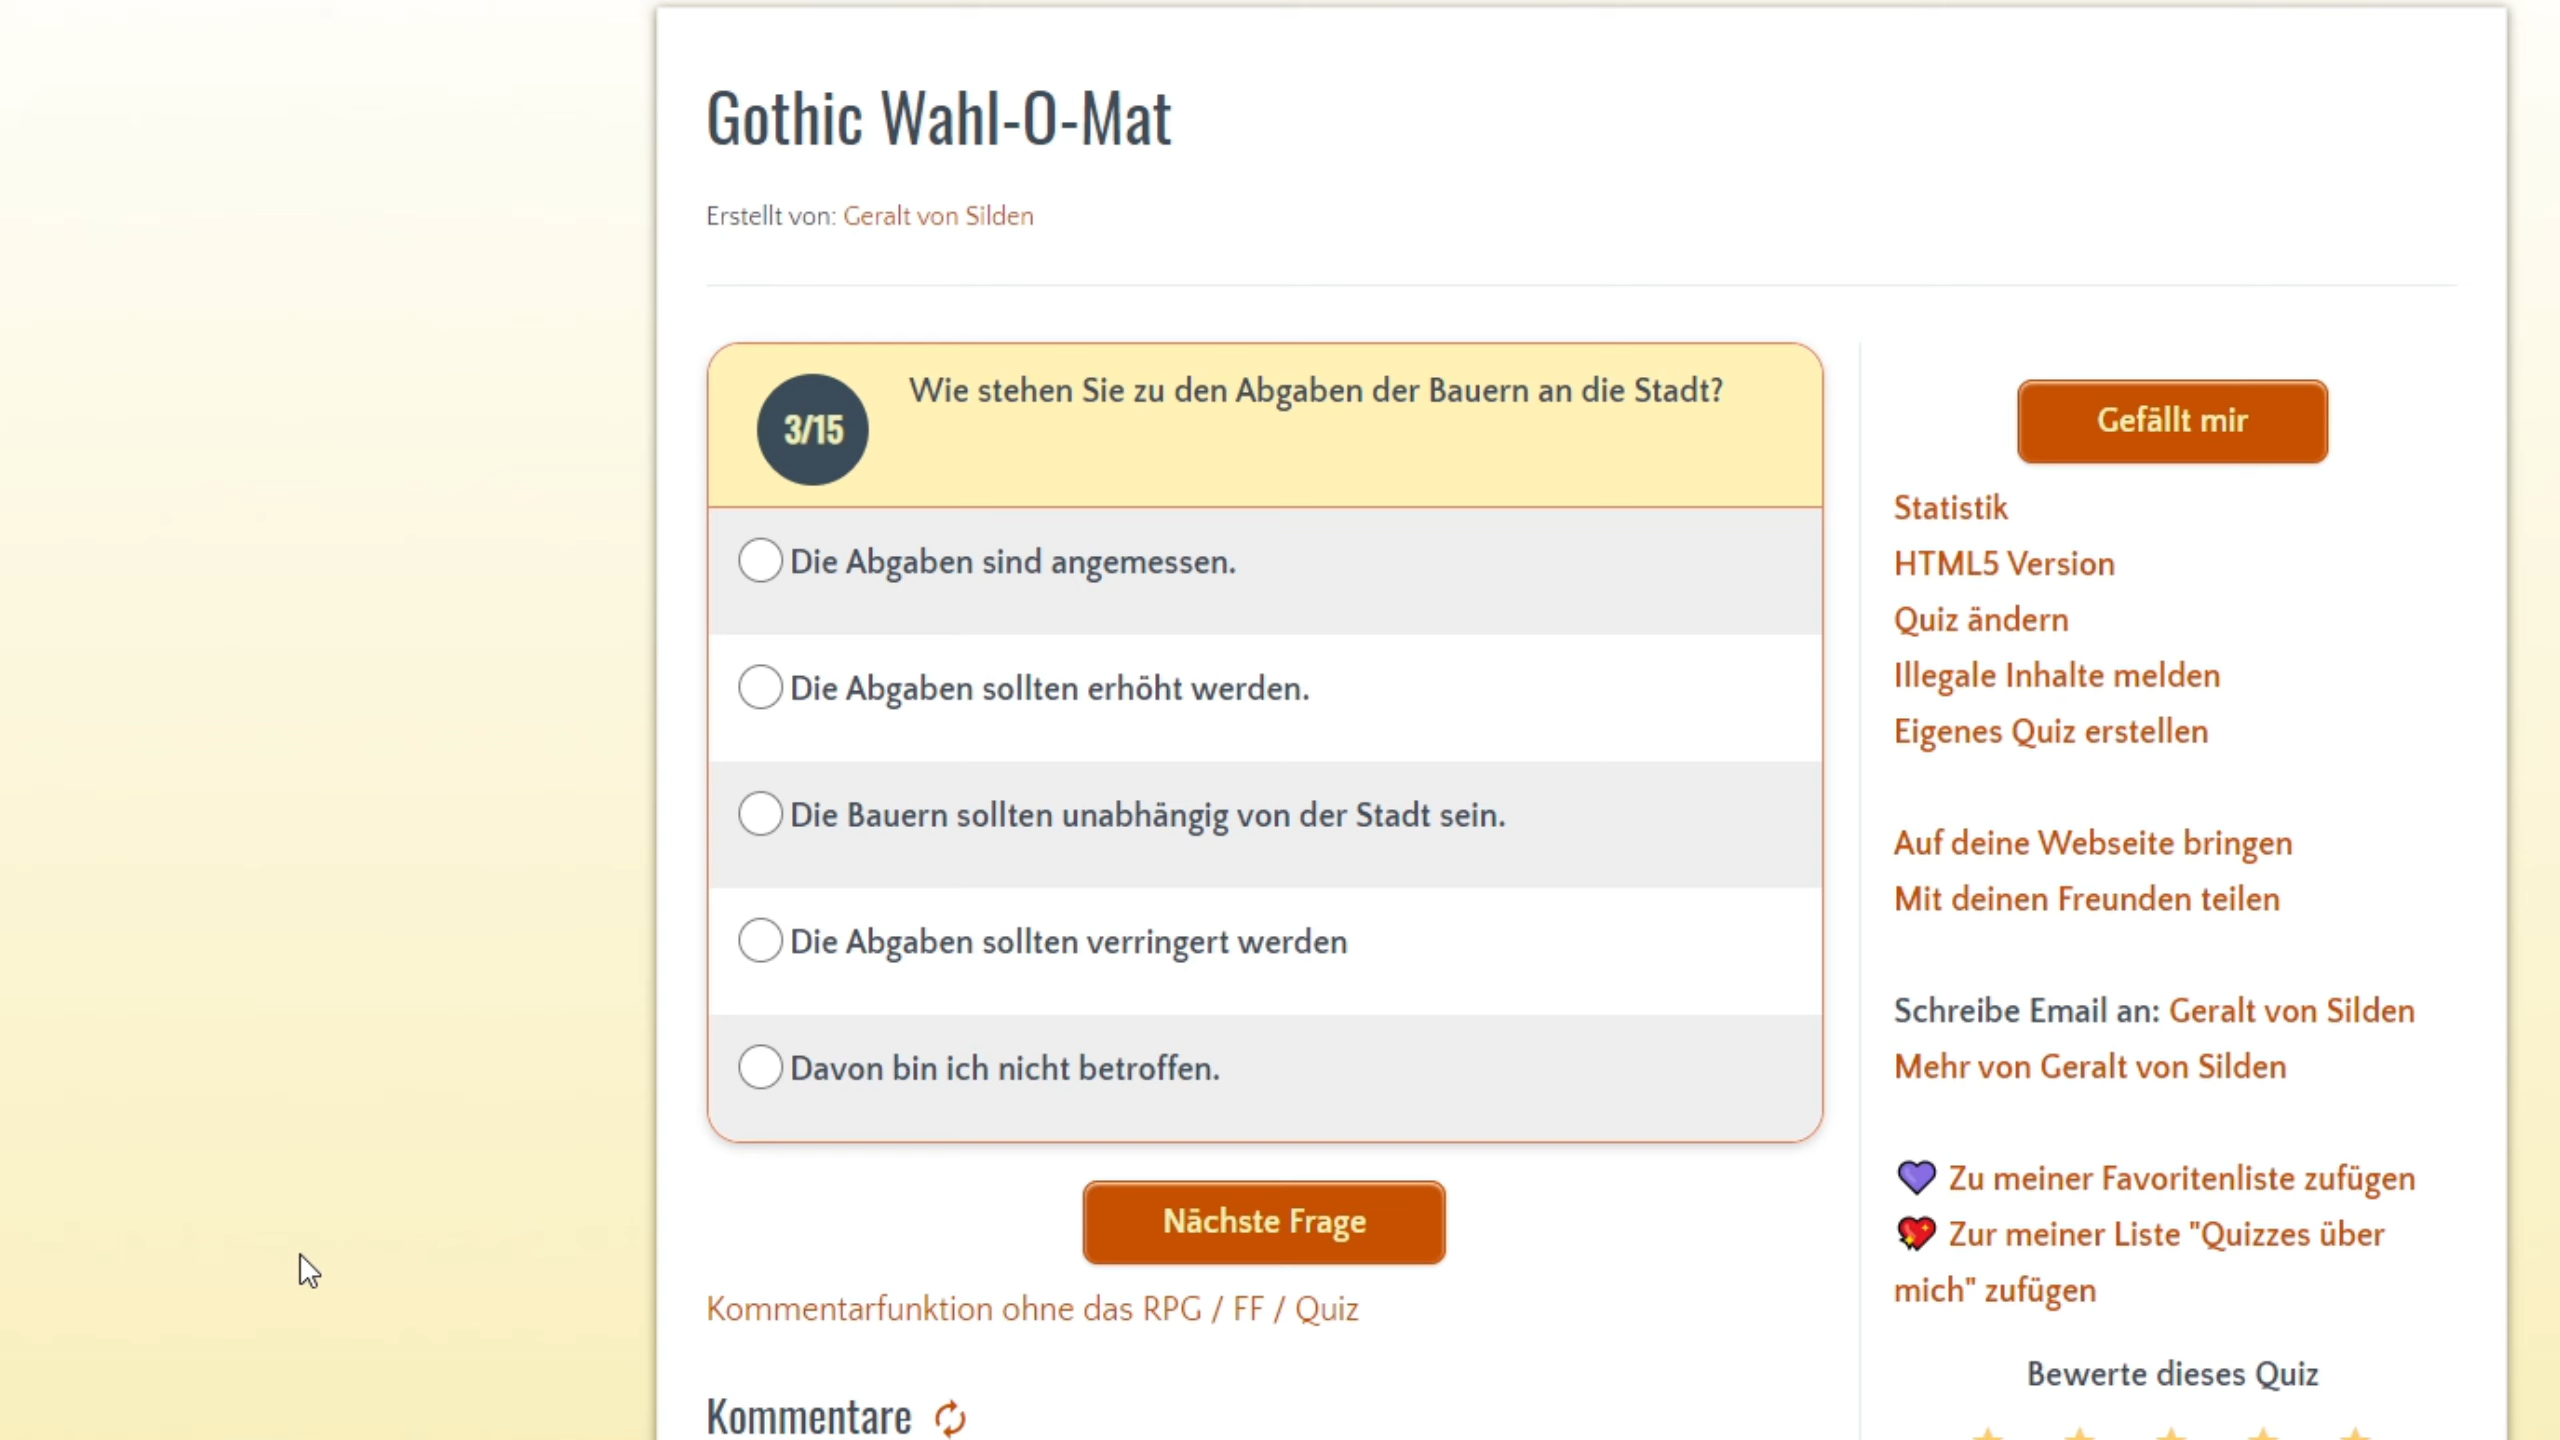 Gothic Wahl-O-Mat
Erstellt von: Geralt von Silden
3/15
Wie stehen Sie zu den Abgaben der Bauern an die Stadt?
Die Abgaben sind angemessen.
Die Abgaben sollten erhöht werden.
Die Bauern sollten unabhängig von der Stadt sein.
Die Abgaben sollten verringert werden
Davon bin ich nicht betroffen.
Nächste Frage
Kommentarfunktion ohne das RPG / FF / Quiz
Kommentare
Gefällt mir
Statistik
HTML5 Version
Quiz ändern
Illegale Inhalte melden
Eigenes Quiz erstellen
Auf deine Webseite bringen
Mit deinen Freunden teilen
Schreibe Email an: Geralt von Silden
Mehr von Geralt von Silden
Zu meiner Favoritenliste zufügen
Zur meiner Liste "Quizzes über
mich" zufügen
Bewerte dieses Quiz